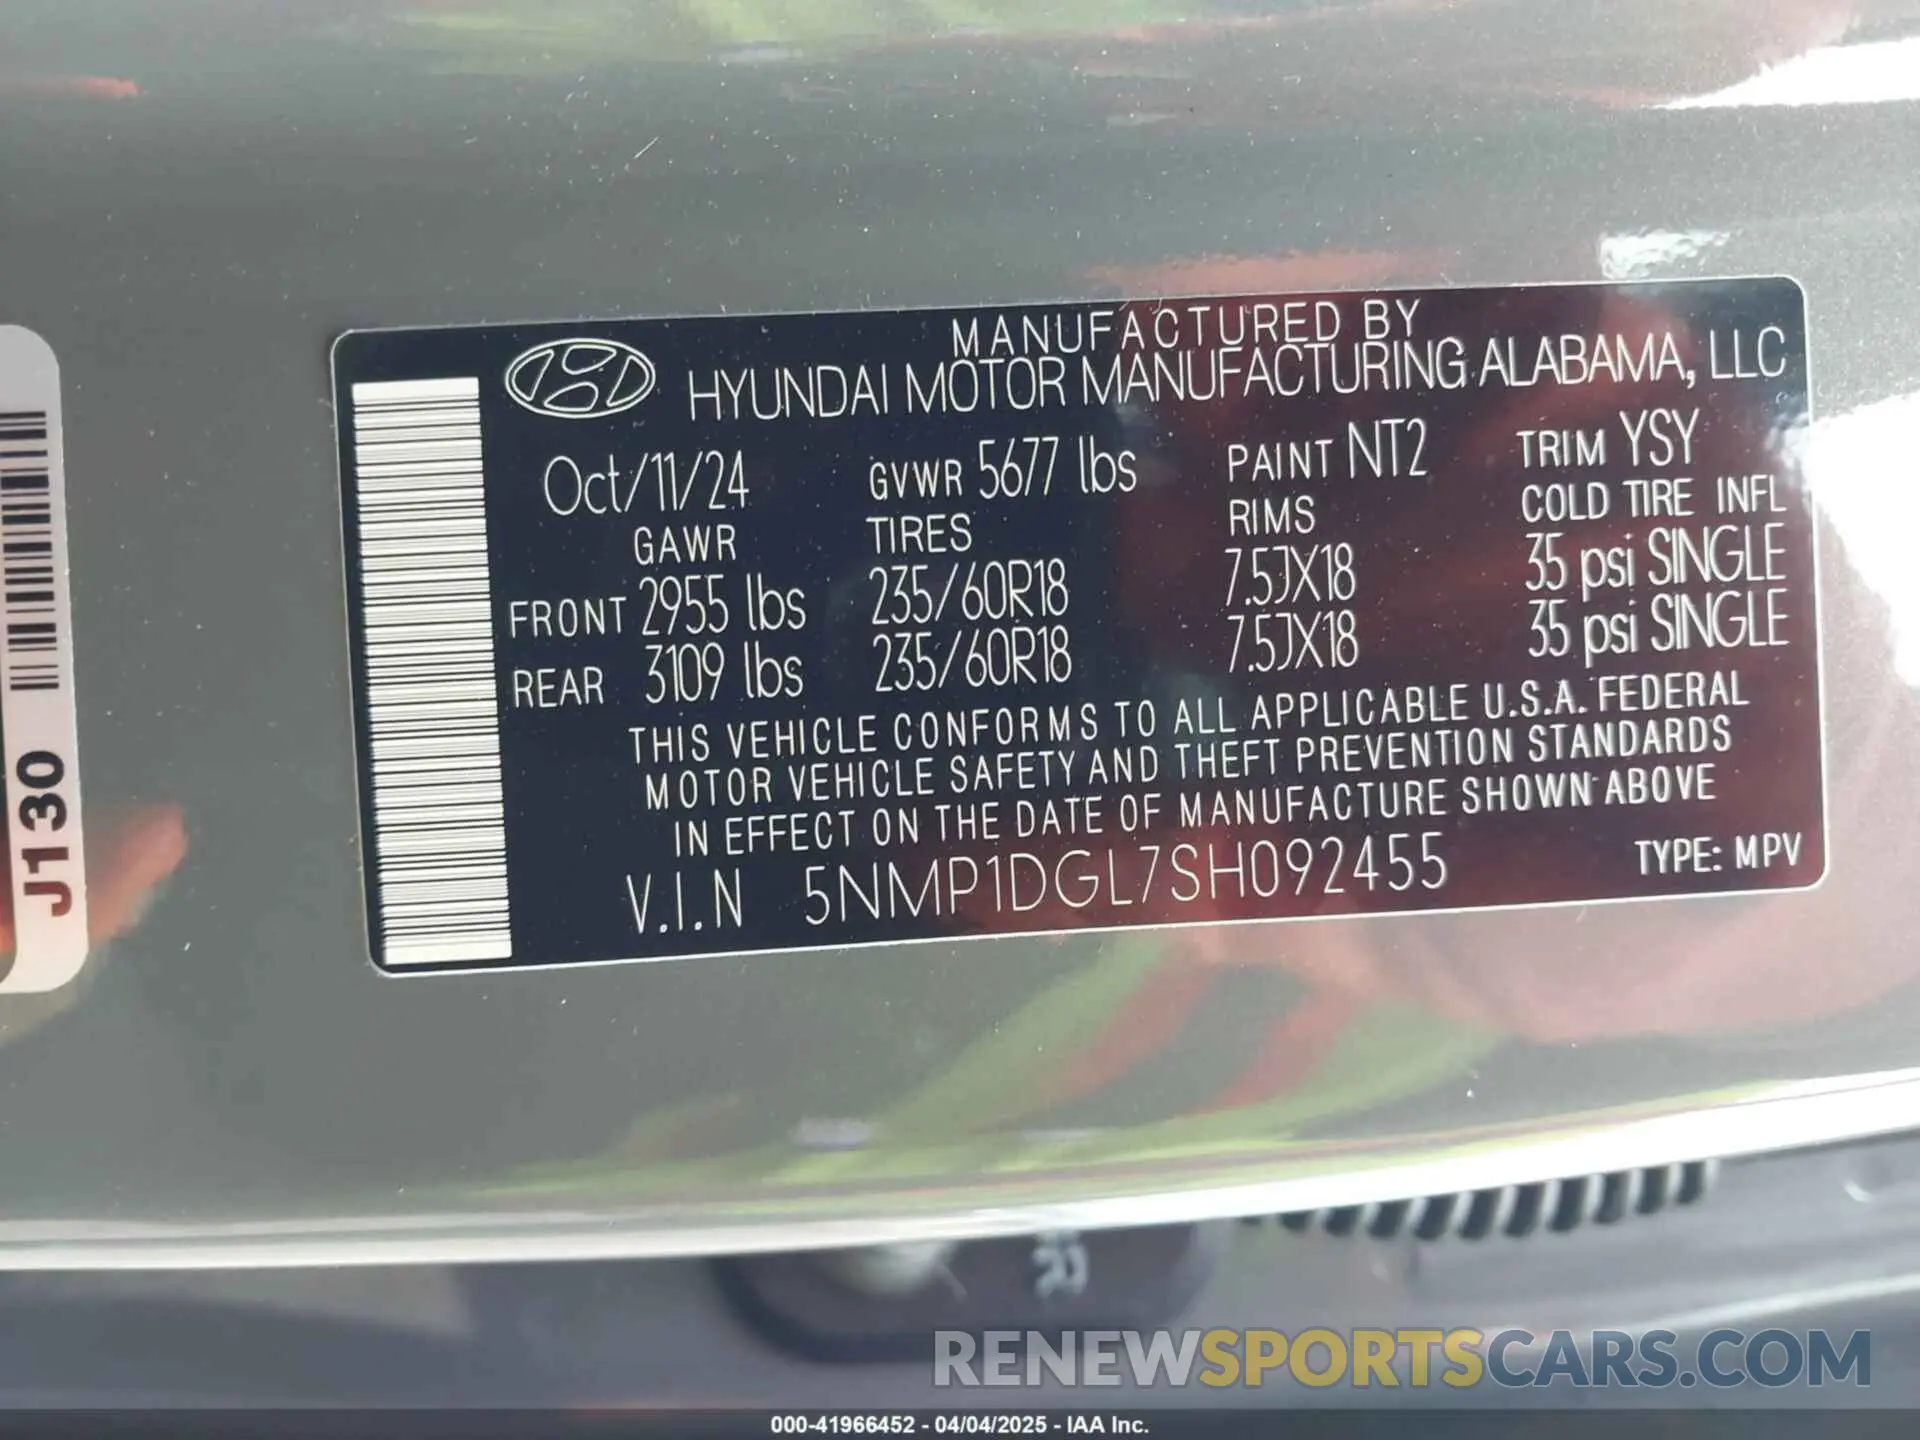 MANUFACTURED BY
HYUNDAI MOTOR MANUFACTURING ALABAMA, LLC
Oct/11/24 GVWR 5677 lbs PAINT NT2 TRIM YSY
GAWR TIRES RIMS COLD TIRE INFL
FRONT 2955 lbs 235/60R18 7.5JX18 35 psi SINGLE
REAR 3109 lbs 235/60R18 7.5JX18 35 psi SINGLE
THIS VEHICLE CONFORMS TO ALL APPLICABLE U.S.A. FEDERAL
MOTOR VEHICLE SAFETY AND THEFT PREVENTION STANDARDS
IN EFFECT ON THE DATE OF MANUFACTURE SHOWN ABOVE
V.I.N 5NMP1DGL7SH092455 TYPE: MPV
J130
RENEWSPORTSCARS.COM
000-41966452 - 04/04/2025 - IAA Inc.